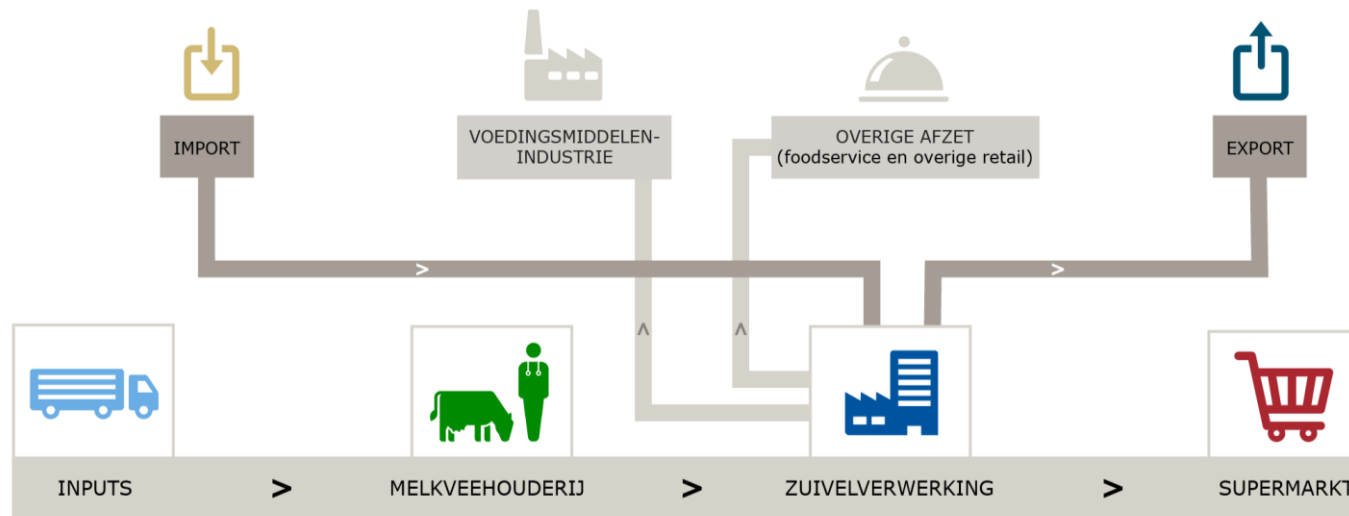 IMPORT
VOEDINGSMIDDELEN-
INDUSTRIE
OVERIGE AFZET
(foodservice en overige retail)
EXPORT
>
>
^
^
INPUTS > MELKVEEHOUDERIJ > ZUIVELVERWERKING > SUPERMARKT